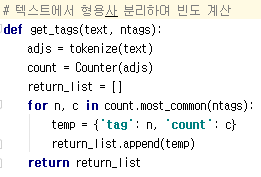 # 텍스트에서 형용사 분리하여 빈도 계산
def get_tags(text, ntags):
    adjs = tokenize(text)
    count = Counter(adjs)
    return_list = []
    for n, c in count.most_common(ntags):
        temp = {'tag': n, 'count': c}
        return_list.append(temp)
    return return_list